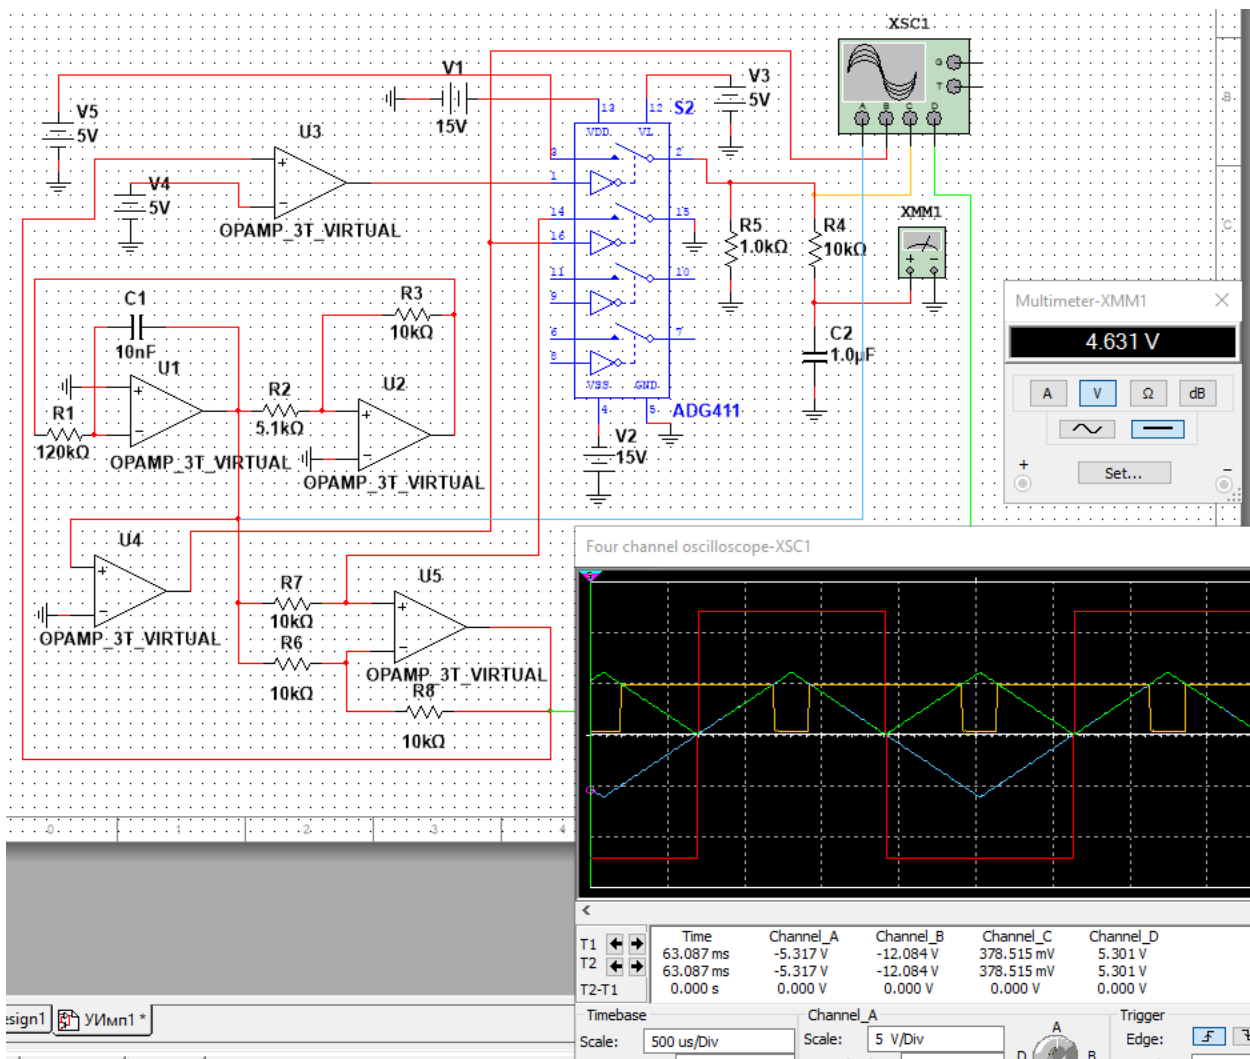 XSC1
G
T
A B C D
V1
15V
V3
5V
V5
5V
U3
V4
5V
OPAMP_3T_VIRTUAL
13
12
S2
VDD.
VL
3
2
1
14
15
16
11
10
9
6
7
8
VSS.
GND.
4
5
ADG411
V2
15V
R5
1.0kΩ
R4
10kΩ
XMM1
C2
1.0µF
B
C
C1
10nF
R3
10kΩ
U1
R1
120kΩ
R2
5.1kΩ
U2
OPAMP_3T_VIRTUAL
OPAMP_3T_VIRTUAL
Multimeter-XMM1
4.631 V
A V Ω dB
+
Set...
−
U4
OPAMP_3T_VIRTUAL
R7
10kΩ
R6
10kΩ
U5
OPAMP_3T_VIRTUAL
R8
10kΩ
0 1 2 3 4
Four channel oscilloscope-XSC1
Time Channel_A Channel_B Channel_C Channel_D
T1 63.087 ms -5.317 V -12.084 V 378.515 mV 5.301 V
T2 63.087 ms -5.317 V -12.084 V 378.515 mV 5.301 V
T2-T1 0.000 s 0.000 V 0.000 V 0.000 V 0.000 V
Timebase
Scale: 500 us/Div
Channel_A
Scale: 5 V/Div
A
B
D
Trigger
Edge:
esign1
УИмп1 *